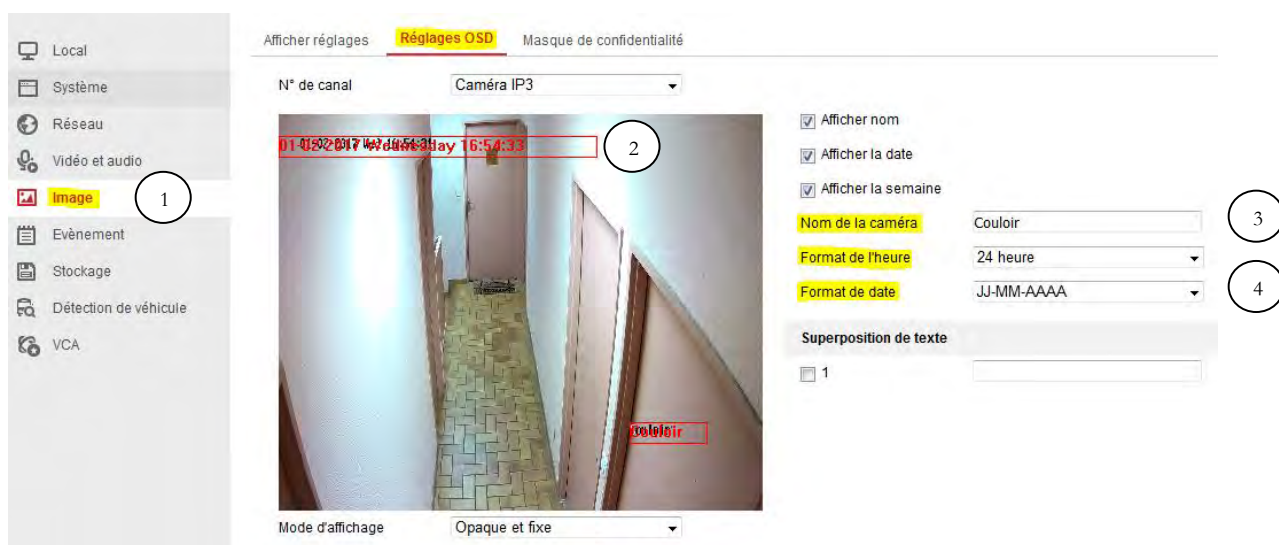 Afficher réglages Réglages OSD Masque de confidentialité
Local
Système
Réseau
Vidéo et audio
Image 1
Evènement
Stockage
Détection de véhicule
VCA
N° de canal Caméra IP3
01-02-2017 Wednesday 16:54:33 2
Couloir
Mode d'affichage Opaque et fixe
Afficher nom
Afficher la date
Afficher la semaine
Nom de la caméra Couloir 3
Format de l'heure 24 heure
Format de date JJ-MM-AAAA 4
Superposition de texte
1